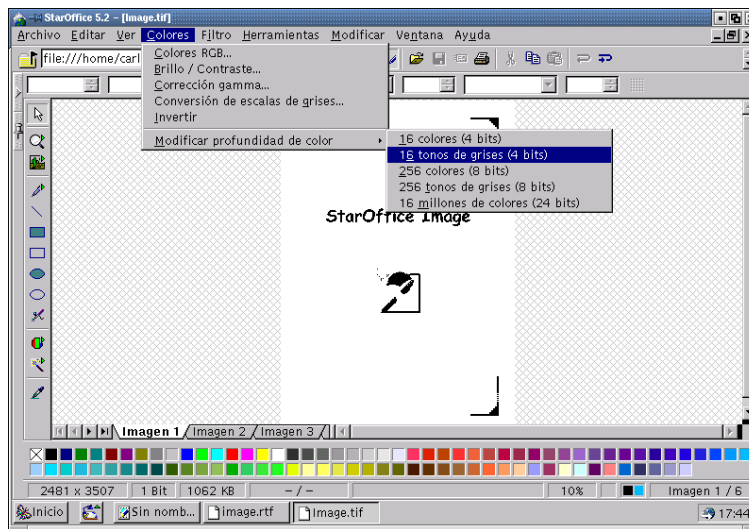 StarOffice 5.2 - [Image.tif]
Archivo Editar Ver Colores Filtro Herramientas Modificar Ventana Ayuda
file:///home/carl
Colores RGB...
Brillo / Contraste...
Corrección gamma...
Conversión de escalas de grises...
Invertir
Modificar profundidad de color
16 colores (4 bits)
16 tonos de grises (4 bits)
256 colores (8 bits)
256 tonos de grises (8 bits)
16 millones de colores (24 bits)
StarOffice Image
Imagen 1 Imagen 2 Imagen 3
2481 x 3507 1 Bit 1062 KB - / - 10% Imagen 1 / 6
Inicio Sin nomb... image.rtf Image.tif 17:44